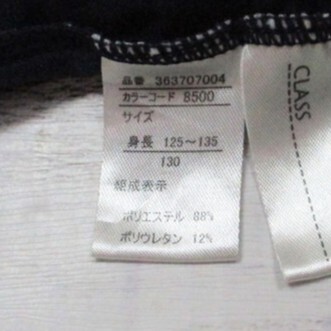 品番 363707004
カラーコード 8500
サイズ
身長 125〜135
130
組成表示
ポリエステル 88%
ポリウレタン 12%
CLASS